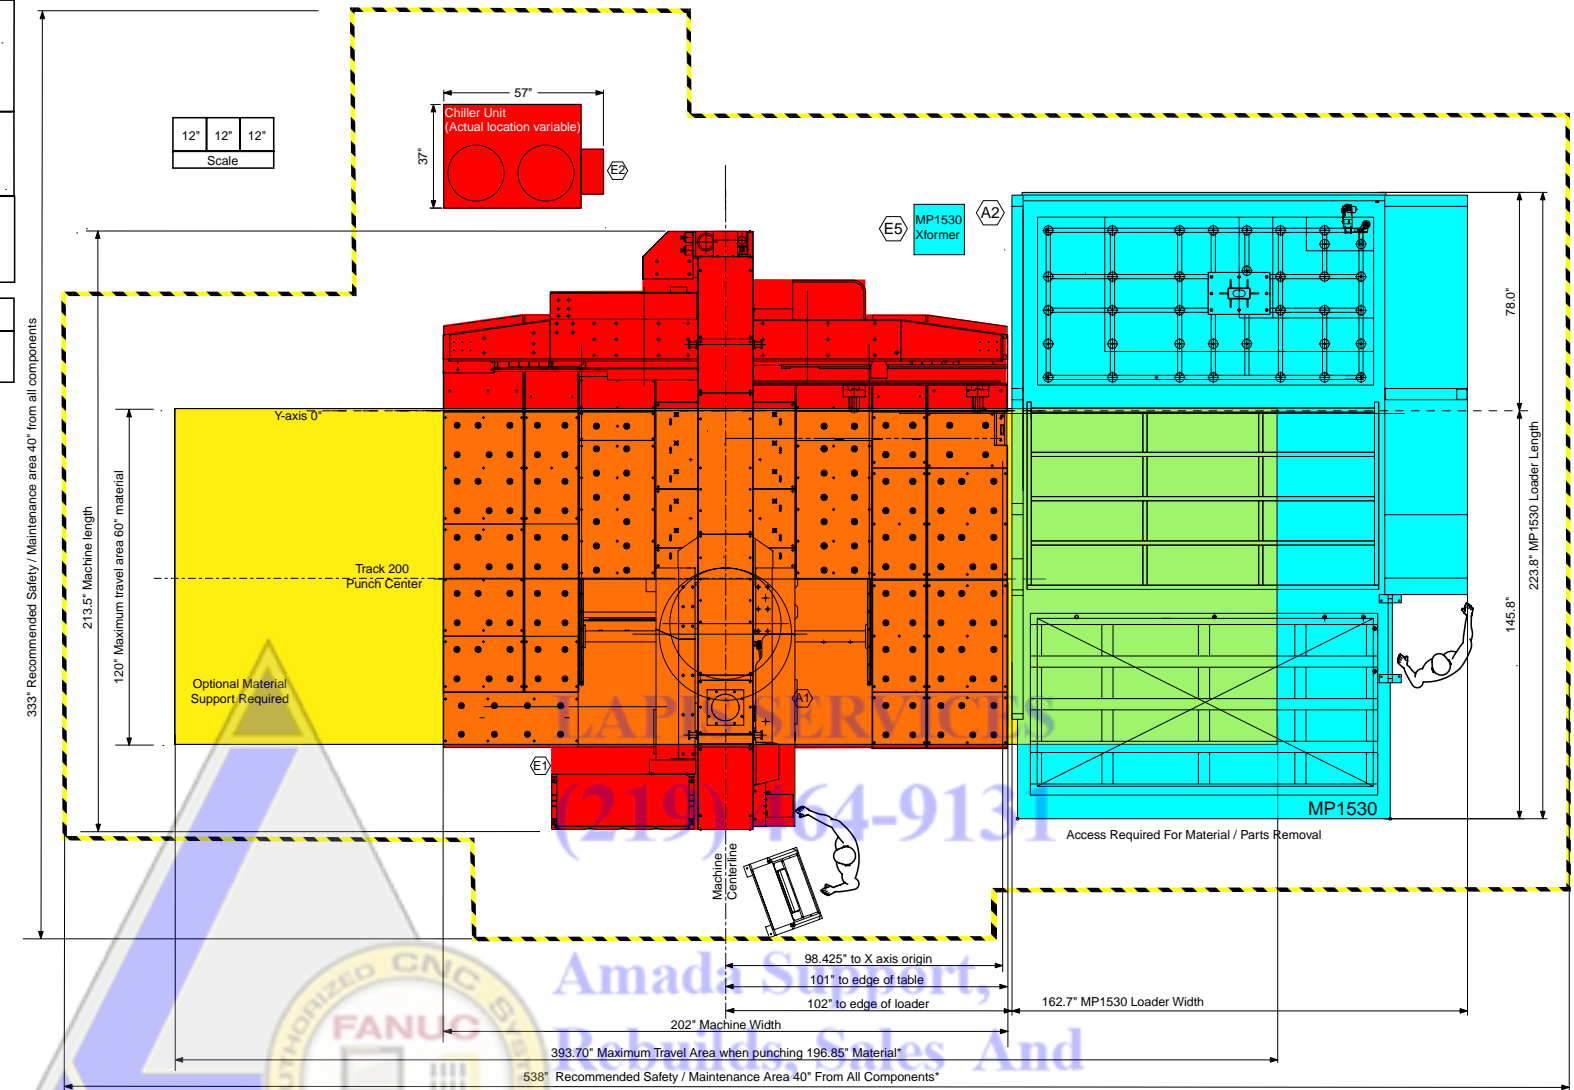 57"
Chiller Unit
(Actual location variable)
37"
E2
12" 12" 12"
Scale
E5
MP1530
Xformer
A2
78.0"
333" Recommended Safety / Maintenance area 40" from all components
213.5" Machine length
120" Maximum travel area 60" material
Y-axis 0"
Track 200
Punch Center
Optional Material
Support Required
223.8" MP1530 Loader Length
145.8"
A1
LAPIS SERVICES
E1
(219) 464-9131
MP1530
Access Required For Material / Parts Removal
Machine
Centerline
98.425" to X axis origin
Amada Support,
101" to edge of table
102" to edge of loader
162.7" MP1530 Loader Width
202" Machine Width
AUTHORIZED CNC SYSTEM
FANUC
Rebuilds, Sales And
393.70" Maximum Travel Area when punching 196.85" Material*
538" Recommended Safety / Maintenance Area 40" From All Components*